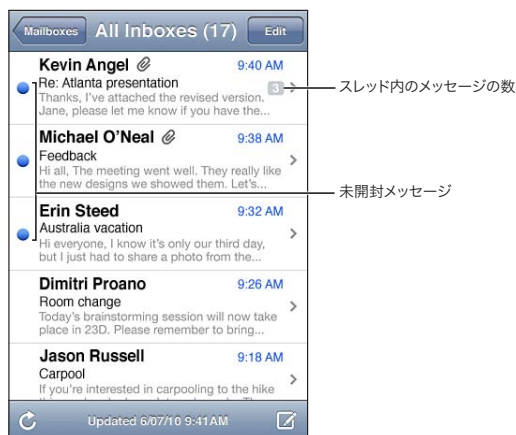 Mailboxes All Inboxes (17) Edit
Kevin Angel 9:40 AM
Re: Atlanta presentation
Thanks, I've attached the revised version. 3
Jane, please let me know if you have the...
スレッド内のメッセージの数
Michael O'Neal 9:38 AM
Feedback
Hi all, The meeting went well. They really like
the new designs we showed them. Let's...
未開封メッセージ
Erin Steed 9:32 AM
Australia vacation
Hi everyone, I know it's only our third day,
but I just had to share a photo from the...
Dimitri Proano 9:26 AM
Room change
Today's brainstorming session will now take
place in 23D. Please remember to bring...
Jason Russell 9:18 AM
Carpool
If you're interested in carpooling to the hike
Updated 6/07/10 9:41AM